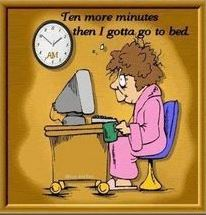 Ten more minutes
then I gotta go to bed.
AM